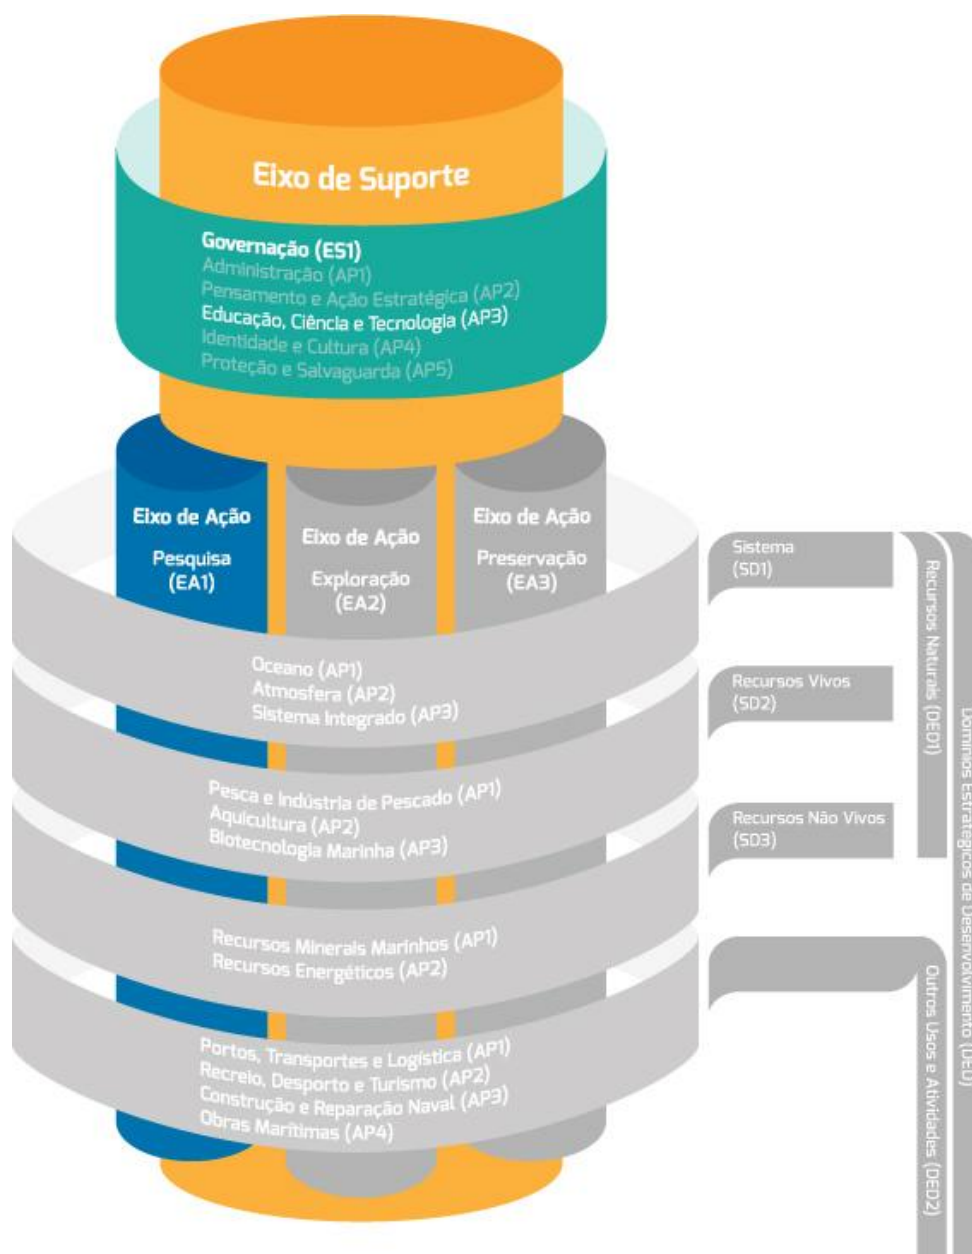 Eixo de Suporte
Governação (ES1)
Administração (AP1)
Pensamento e Ação Estratégica (AP2)
Educação, Ciência e Tecnologia (AP3)
Identidade e Cultura (AP4)
Proteção e Salvaguarda (AP5)
Eixo de Ação
Pesquisa
(EA1)
Eixo de Ação
Exploração
(EA2)
Eixo de Ação
Preservação
(EA3)
Oceano (AP1)
Atmosfera (AP2)
Sistema Integrado (AP3)
Sistema
(SD1)
Pesca e Indústria de Pescado (AP1)
Aquicultura (AP2)
Biotecnologia Marinha (AP3)
Recursos Vivos
(SD2)
Recursos Minerais Marinhos (AP1)
Recursos Energéticos (AP2)
Recursos Não Vivos
(SD3)
Portos, Transportes e Logística (AP1)
Recreio, Desporto e Turismo (AP2)
Construção e Reparação Naval (AP3)
Obras Marítimas (AP4)
Recursos Naturais (DED1)
Outros Usos e Atividades (DED2)
Domínios Estratégicos de Desenvolvimento (DED)